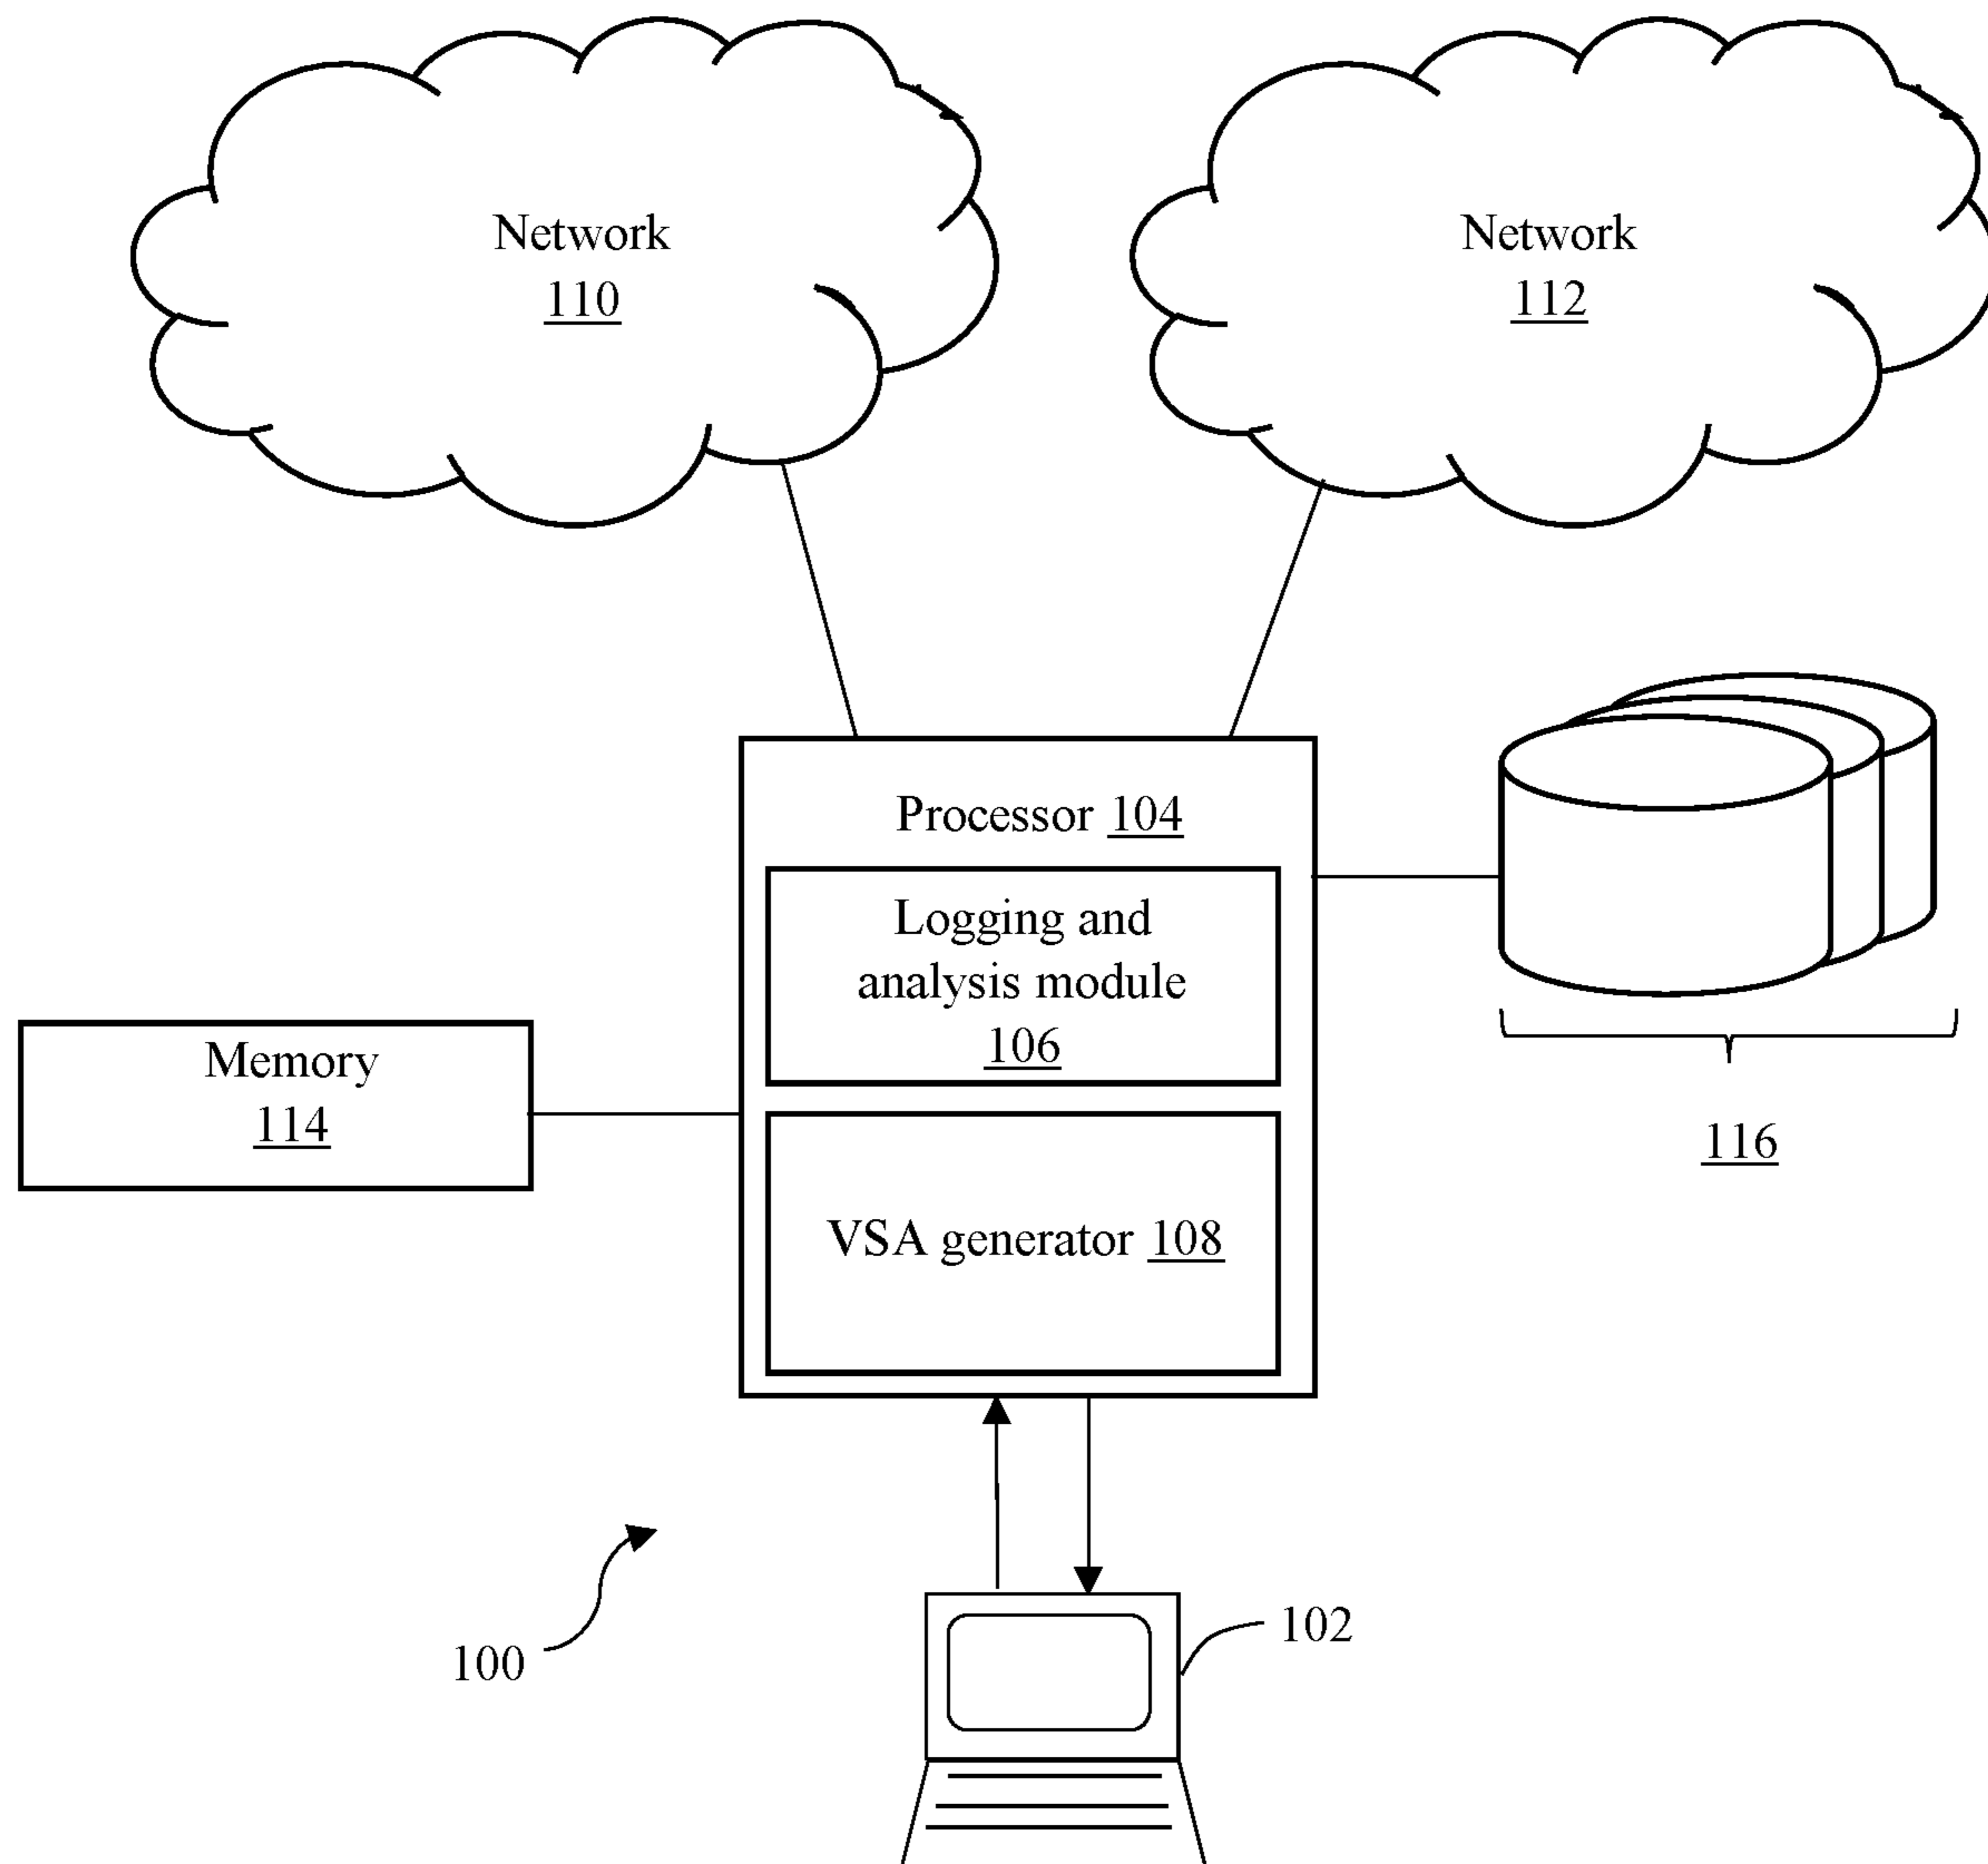 Network
110
Network
112
Processor 104
Logging and
analysis module
106
Memory
114
116
VSA generator 108
102
100